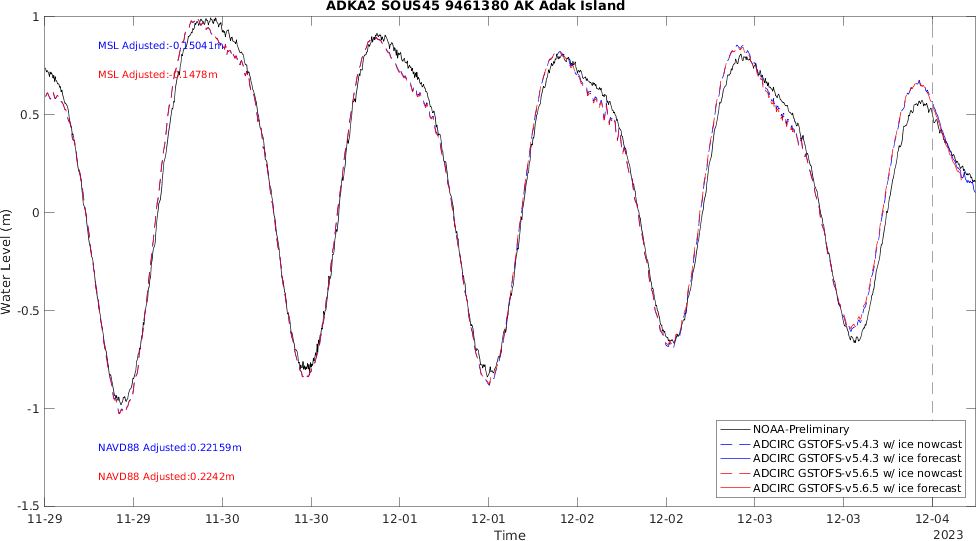 ADKA2 SOUS45 9461380 AK Adak Island
1
MSL Adjusted:-0.15041m
MSL Adjusted:-0.1478m
0.5
0
Water Level (m)
-0.5
-1
NAVD88 Adjusted:0.22159m
NAVD88 Adjusted:0.2242m
-1.5
NOAA-Preliminary
ADCIRC GSTOFS-v5.4.3 w/ ice nowcast
ADCIRC GSTOFS-v5.4.3 w/ ice forecast
ADCIRC GSTOFS-v5.6.5 w/ ice nowcast
ADCIRC GSTOFS-v5.6.5 w/ ice forecast
11-29 11-29 11-30 11-30 12-01 12-01 12-02 12-02 12-03 12-03 12-04
Time
2023